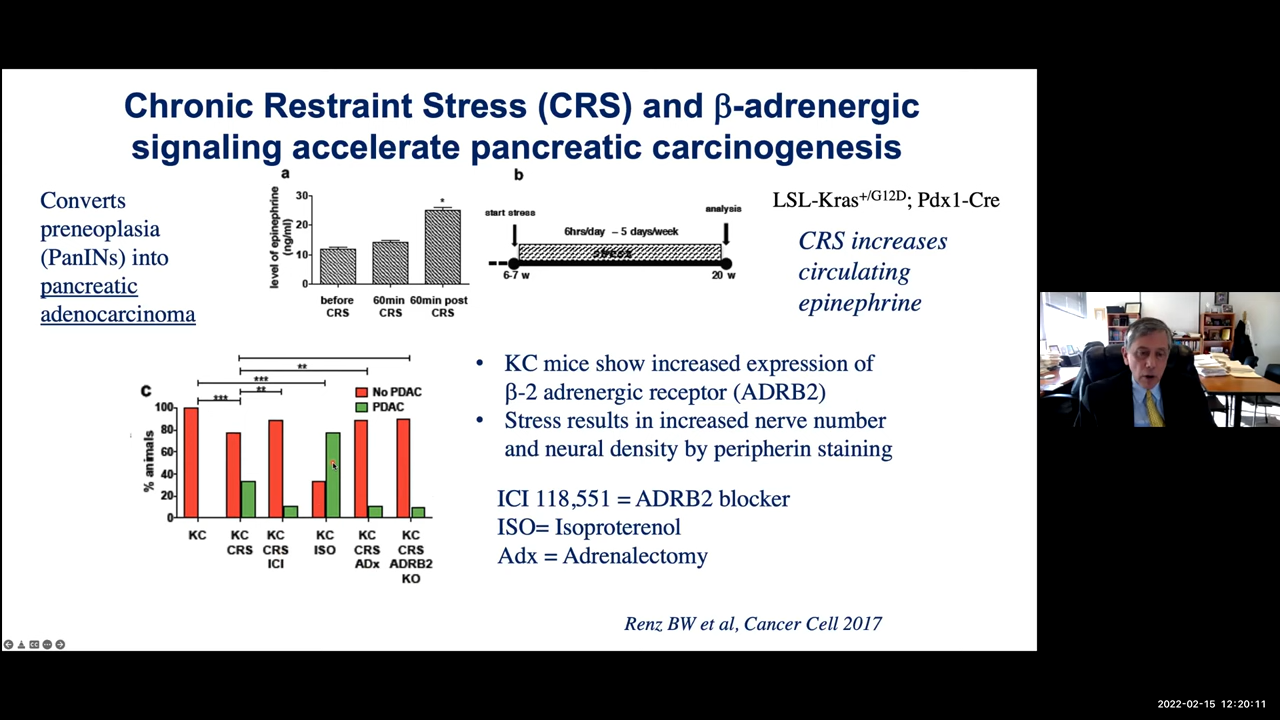 Chronic Restraint Stress (CRS) and β-adrenergic
signaling accelerate pancreatic carcinogenesis
Converts
preneoplasia
(PanINs) into
pancreatic
adenocarcinoma
a
level of epinephrine
(ng/ml)
30
20
10
0
*
before
CRS
60min
CRS
60min post
CRS
b
start stress
analysis
6hrs/day – 5 days/week
stress
6-7 w
20 w
LSL-Kras+/G12D; Pdx1-Cre
CRS increases
circulating
epinephrine
C
% animals
100
80
60
40
20
0
**
***
**
***
No PDAC
PDAC
KC
KC
CRS
KC
CRS
ICI
KC
ISO
KC
CRS
ADx
KC
CRS
ADRB2
KO
• KC mice show increased expression of
β-2 adrenergic receptor (ADRB2)
• Stress results in increased nerve number
and neural density by peripherin staining
ICI 118,551 = ADRB2 blocker
ISO= Isoproterenol
Adx = Adrenalectomy
Renz BW et al, Cancer Cell 2017
2022-02-15 12:20:11